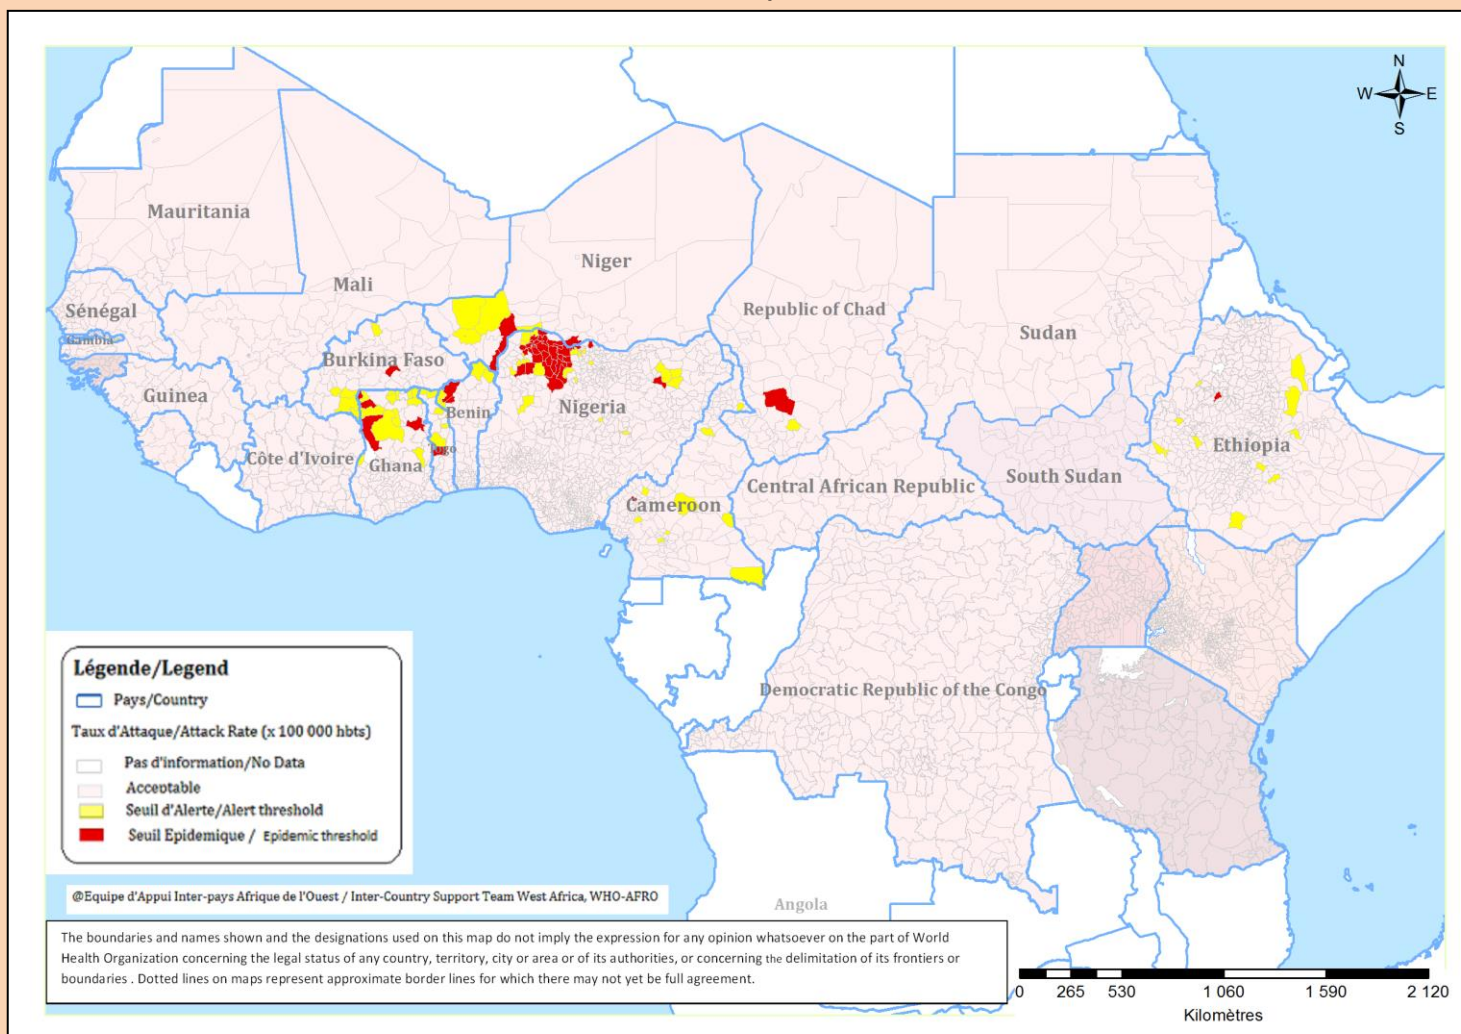 N
W E
S
Mauritania
Mali
Niger
Republic of Chad
Sudan
Sénégal
Gambia
Burkina Faso
Guinea
Benin
Nigeria
Ethiopia
Côte d'Ivoire
Ghana
Togo
Cameroon
Central African Republic
South Sudan
Democratic Republic of the Congo
Angola
Légende/Legend
Pays/Country
Taux d'Attaque/Attack Rate (x 100 000 hbts)
Pas d'information/No Data
Acceptable
Seuil d'Alerte/Alert threshold
Seuil Epidemique / Epidemic threshold
@Equipe d'Appui Inter-pays Afrique de l'Ouest / Inter-Country Support Team West Africa, WHO-AFRO
The boundaries and names shown and the designations used on this map do not imply the expression for any opinion whatsoever on the part of World
Health Organization concerning the legal status of any country, territory, city or area or of its authorities, or concerning the delimitation of its frontiers or
boundaries . Dotted lines on maps represent approximate border lines for which there may not yet be full agreement.
0 265 530 1 060 1 590 2 120
Kilomètres